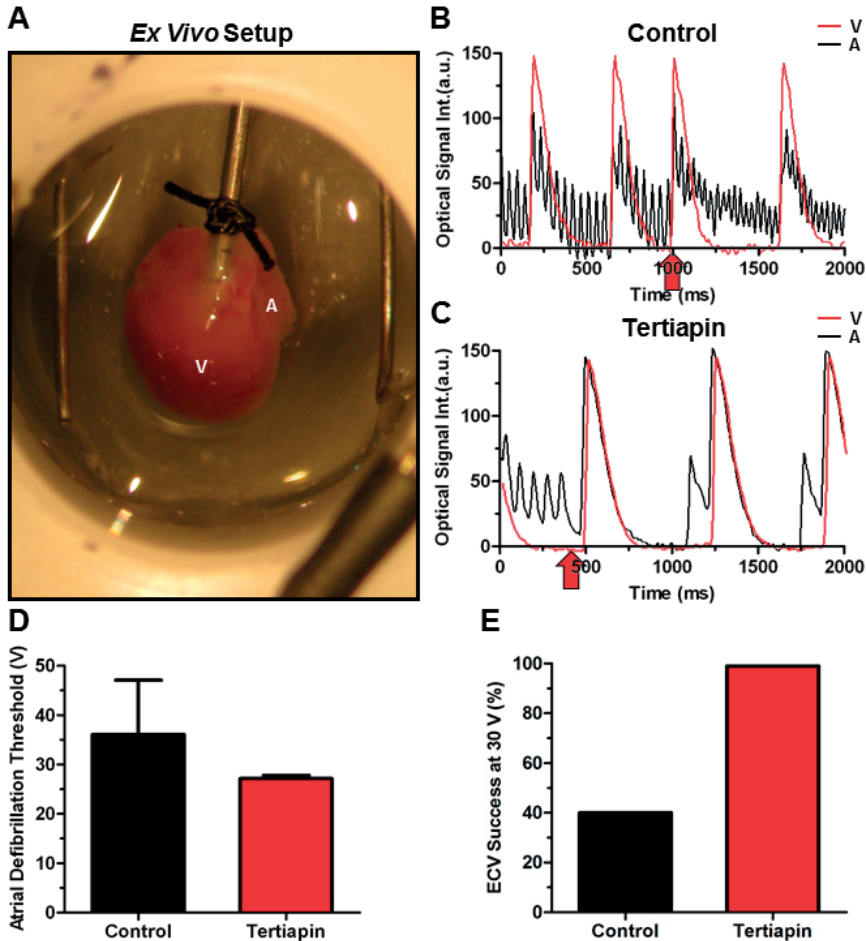 A
Ex Vivo Setup
A
V
B
Control
V
A
Optical Signal Int.(a.u.)
150
100
50
0
0
500
1000
1500
2000
Time (ms)
C
Tertiapin
V
A
Optical Signal Int.(a.u.)
150
100
50
0
0
500
1000
1500
2000
Time (ms)
D
Atrial Defibrillation Threshold (V)
50
40
30
20
10
0
Control
Tertiapin
E
ECV Success at 30 V (%)
100
80
60
40
20
0
Control
Tertiapin